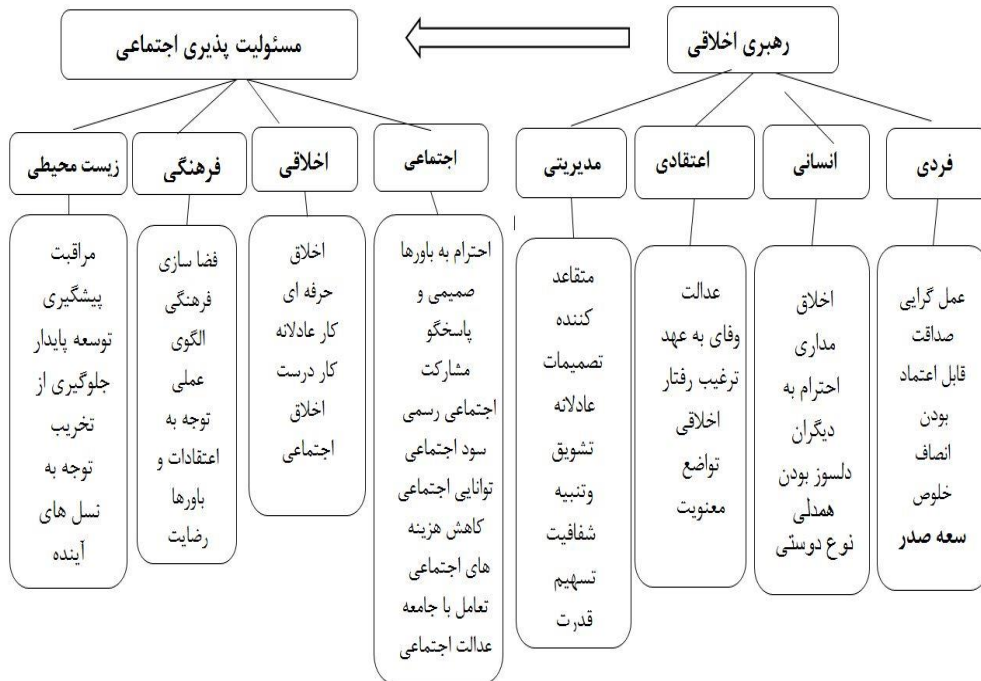 رهبری اخلاقی
مسئولیت پذیری اجتماعی
فردی
انسانی
اعتقادی
مدیریتی
اجتماعی
اخلاقی
فرهنگی
زیست محیطی
عمل گرایی
صداقت
قابل اعتماد
بودن
انصاف
خلوص
سعه صدر
اخلاق
مداری
احترام به
دیگران
دلسوز بودن
همدلی
نوع دوستی
عدالت
وفای به عهد
ترغیب رفتار
اخلاقی
تواضع
معنویت
متقاعد
کننده
تصمیمات
عادلانه
تشویق
وتنبیه
شفافیت
تسهیم
قدرت
احترام به باورها
صمیمی و
پاسخگو
مشارکت
اجتماعی رسمی
سود اجتماعی
توانایی اجتماعی
کاهش هزینه
های اجتماعی
تعامل با جامعه
عدالت اجتماعی
اخلاق
حرفه ای
کار عادلانه
کار درست
اخلاق
اجتماعی
فضا سازی
فرهنگی
الگوی
عملی
توجه به
اعتقادات و
باورها
رضایت
مراقبت
پیشگیری
توسعه پایدار
جلوگیری از
تخریب
توجه به
نسل های
آینده